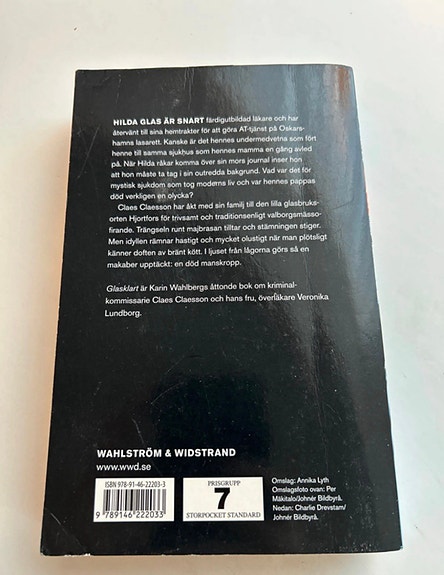 HILDA GLAS ÄR SNART färdigutbildad läkare och har
återvänt till sina hemtrakter för att göra AT-tjänst på Oskars-
hamns lasarett. Kanske är det hennes undermedvetna som fört
henne till samma sjukhus som hennes mamma en gång avled
på. När Hilda råkar komma över sin mors journal inser hon
att hon måste ta tag i sin outredda bakgrund. Vad var det för
mystisk sjukdom som tog moderns liv och var hennes pappas
död verkligen en olycka?
Claes Claesson har åkt med sin familj till den lilla glasbruks-
orten Hjortfors för trivsamt och traditionsenligt valborgsmässo-
firande. Trängseln runt majbrasan tilltar och stämningen stiger.
Men idyllen rämnar hastigt och mycket olustigt när man plötsligt
känner doften av bränt kött. I ljuset från lågorna görs så en
makaber upptäckt: en död manskropp.
Glasklart är Karin Wahlbergs åttonde bok om kriminal-
kommissarie Claes Claesson och hans fru, överläkare Veronika
Lundborg.
WAHLSTRÖM & WIDSTRAND
www.wwd.se
ISBN 978-91-46-22203-3
9 789146 222033
PRISGRUPP
7
STORPOCKET STANDARD
Omslag: Annika Lyth
Omslagsfoto ovan: Per
Mäkitalo/Johnér Bildbyrå.
Nedan: Charlie Drevstam/
Johnér Bildbyrå.